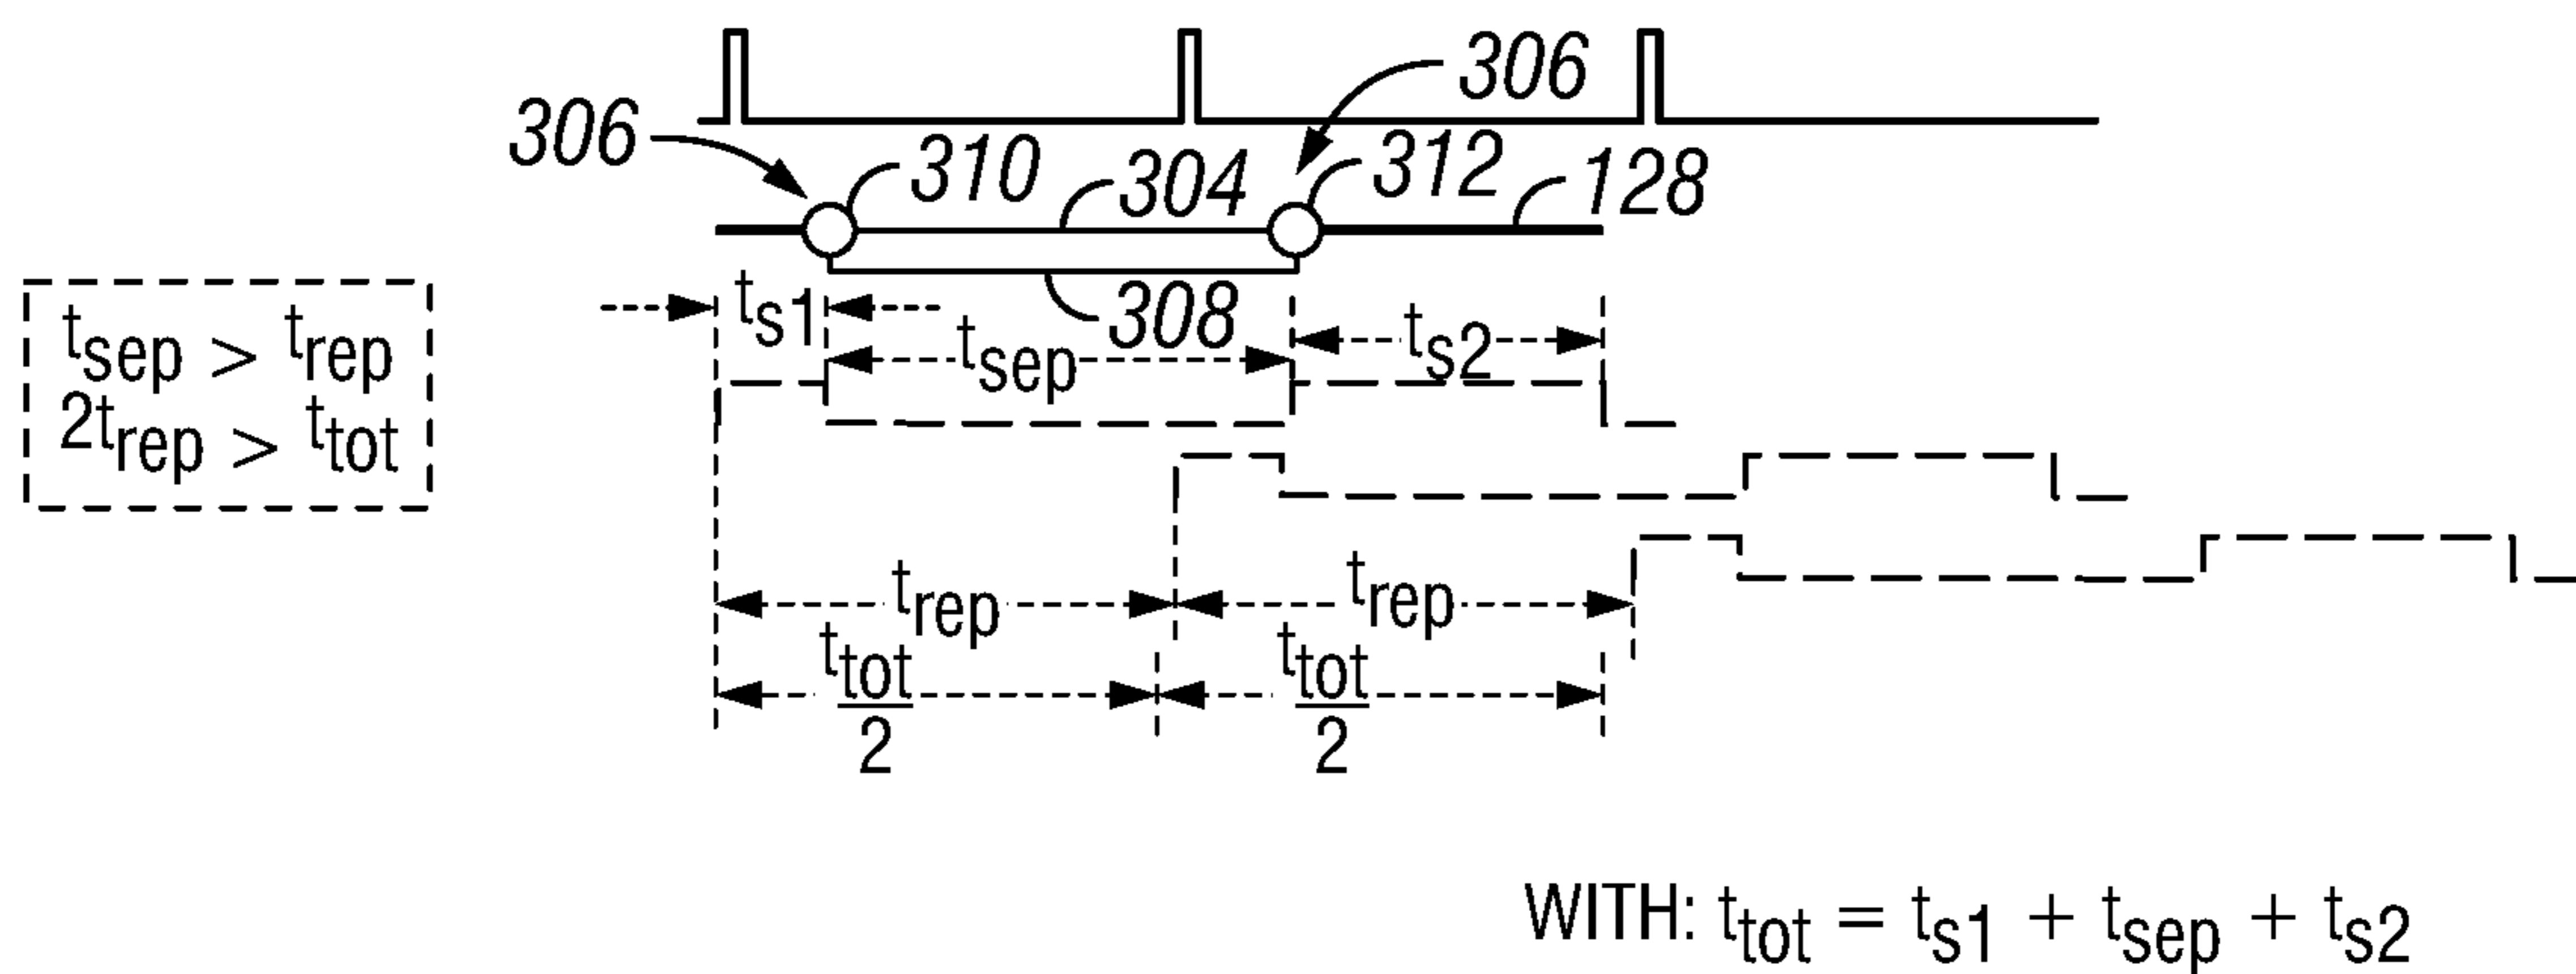 306
306
310
304
312
128
308
ts1
tsep
ts2
tsep > trep
2trep > ttot
trep
trep
ttot
2
ttot
2
WITH: ttot = ts1 + tsep + ts2